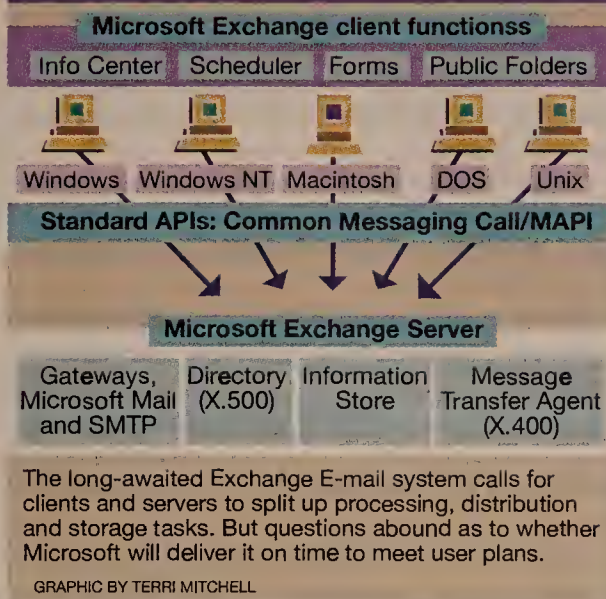 Microsoft Exchange client functionss
Info Center Scheduler Forms Public Folders
Windows Windows NT Macintosh DOS Unix
Standard APIs: Common Messaging Call/MAPI
Microsoft Exchange Server
Gateways, Microsoft Mail and SMTP
Directory (X.500)
Information Store
Message Transfer Agent (X.400)
The long-awaited Exchange E-mail system calls for
clients and servers to split up processing, distribution
and storage tasks. But questions abound as to whether
Microsoft will deliver it on time to meet user plans.
GRAPHIC BY TERRI MITCHELL